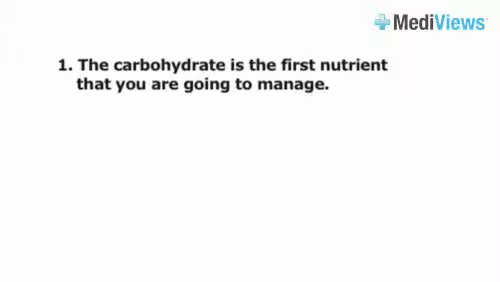 MediViews
1. The carbohydrate is the first nutrient
that you are going to manage.